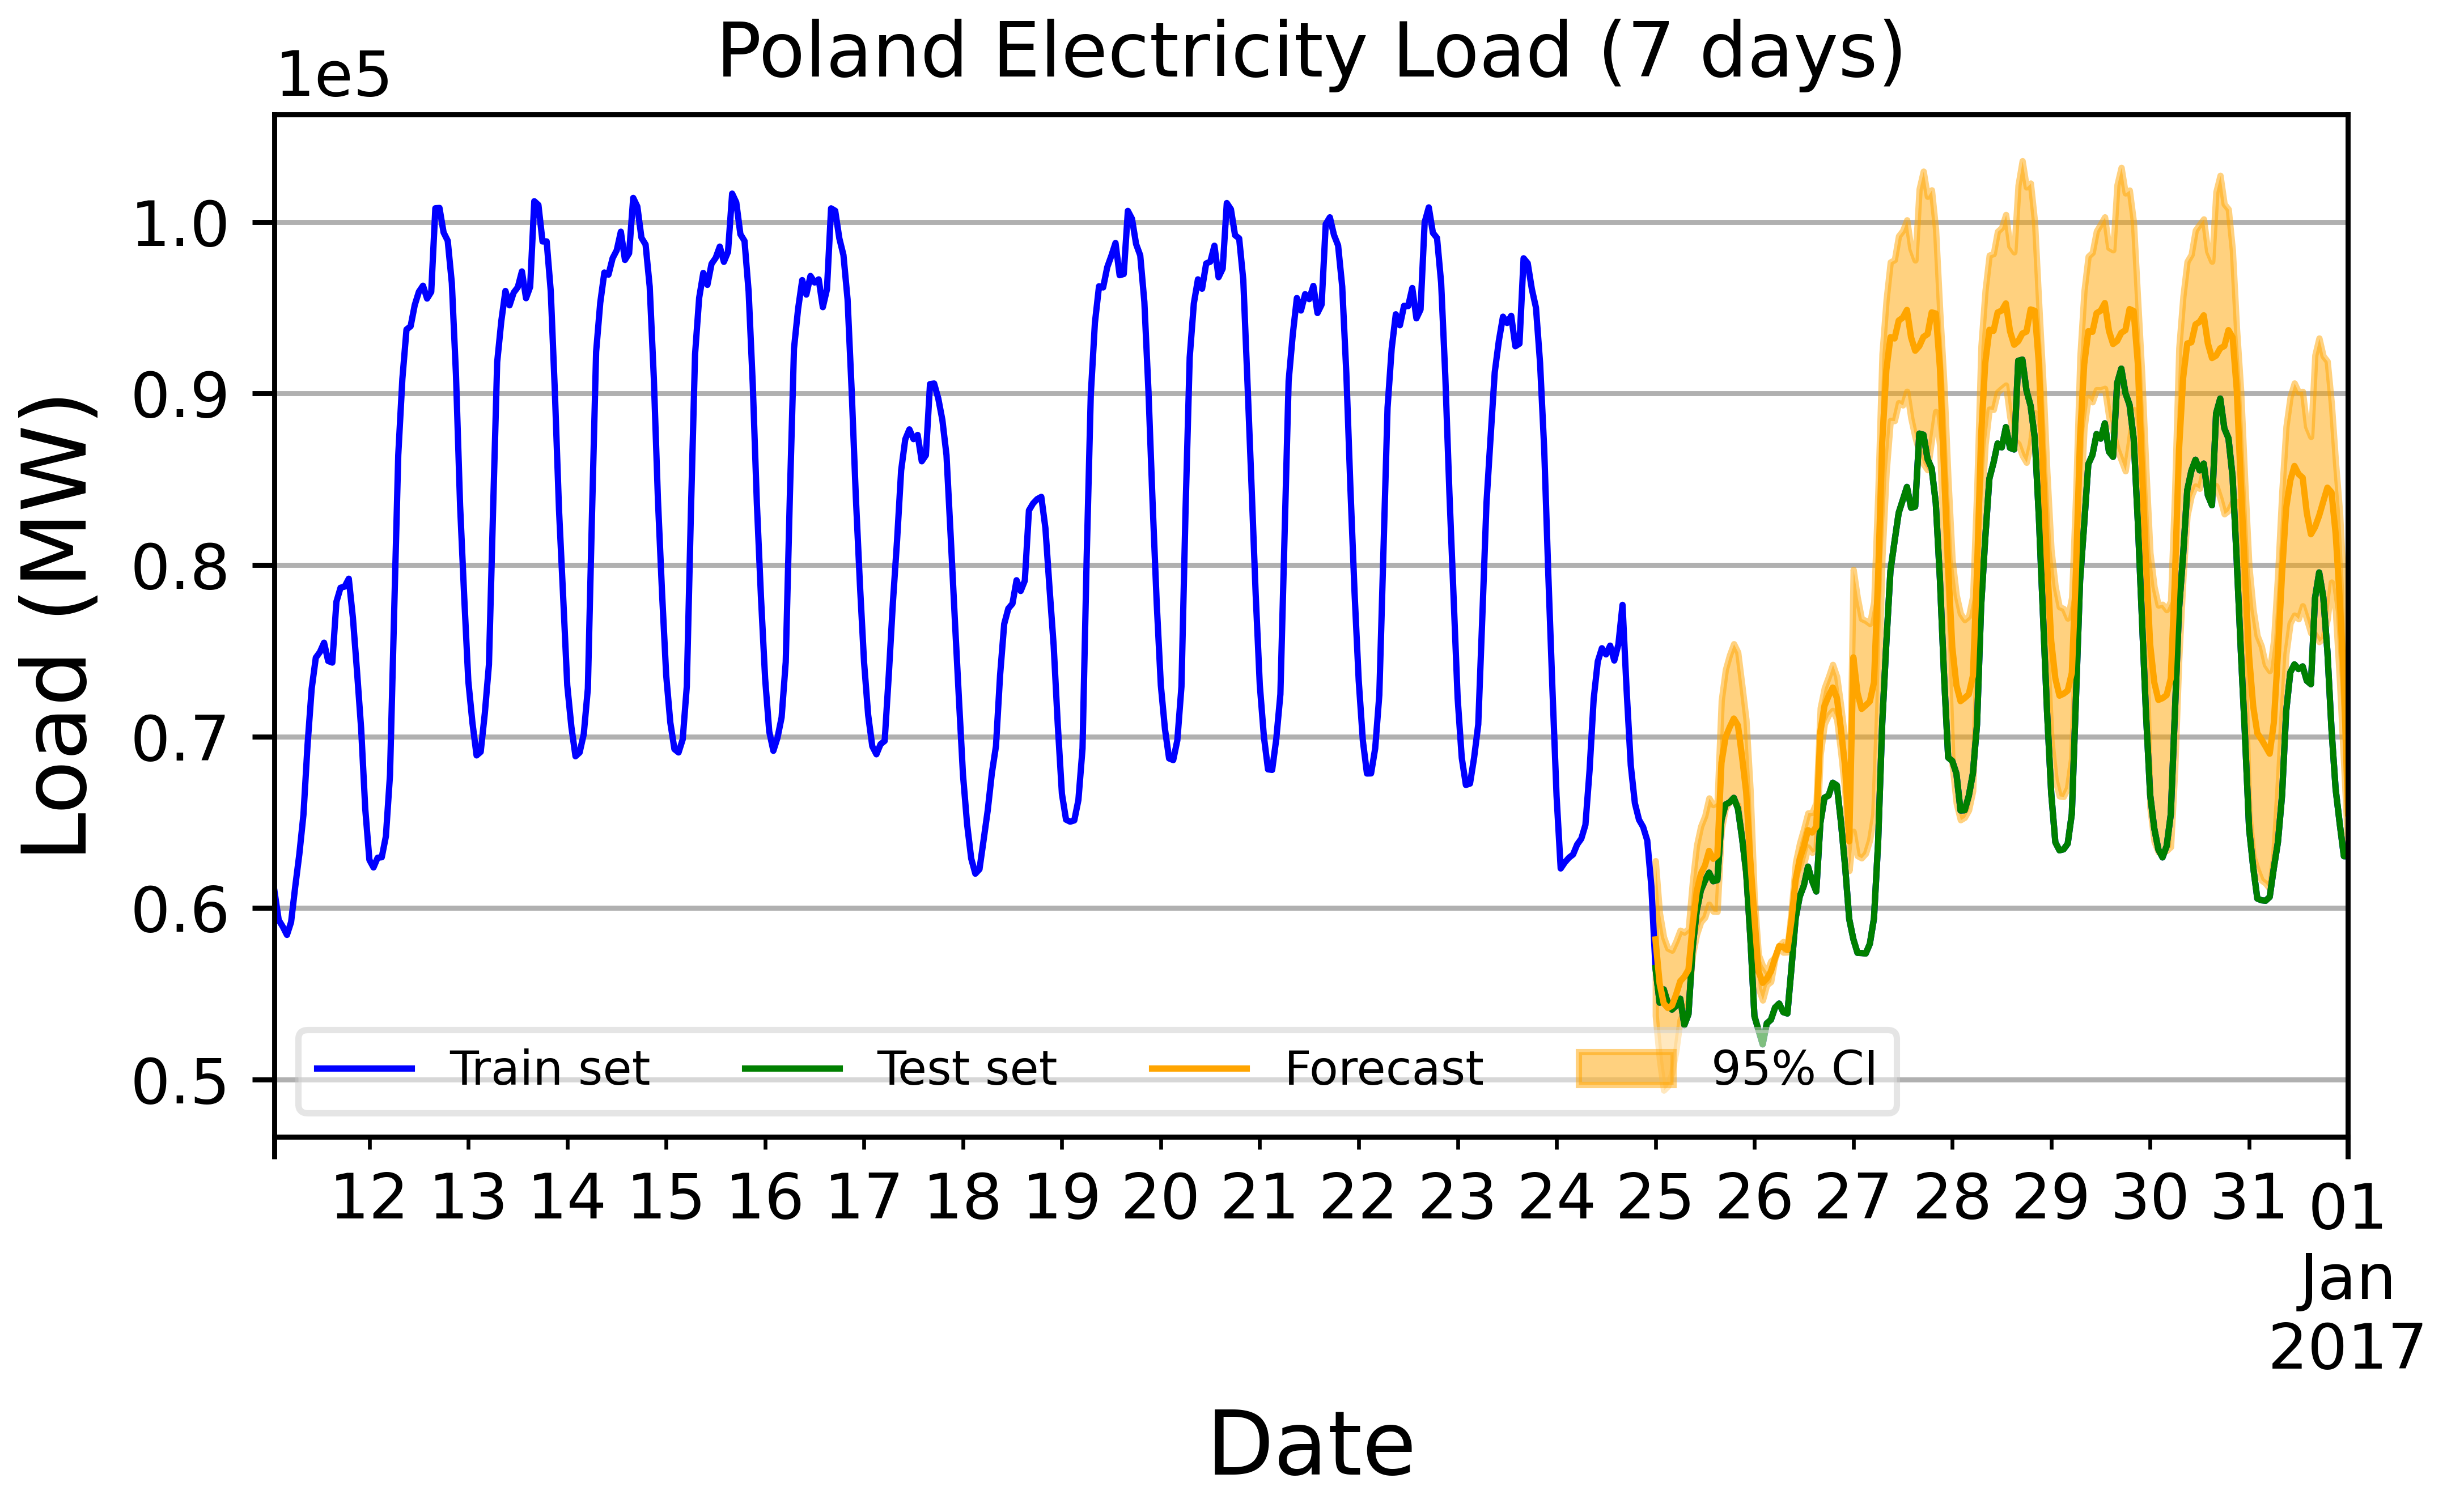 Poland Electricity Load (7 days)
1e5
1.0
0.9
0.8
0.7
0.6
0.5
Load (MW)
Train set
Test set
Forecast
95% CI
12 13 14 15 16 17 18 19 20 21 22 23 24 25 26 27 28 29 30 31 01
Jan
2017
Date